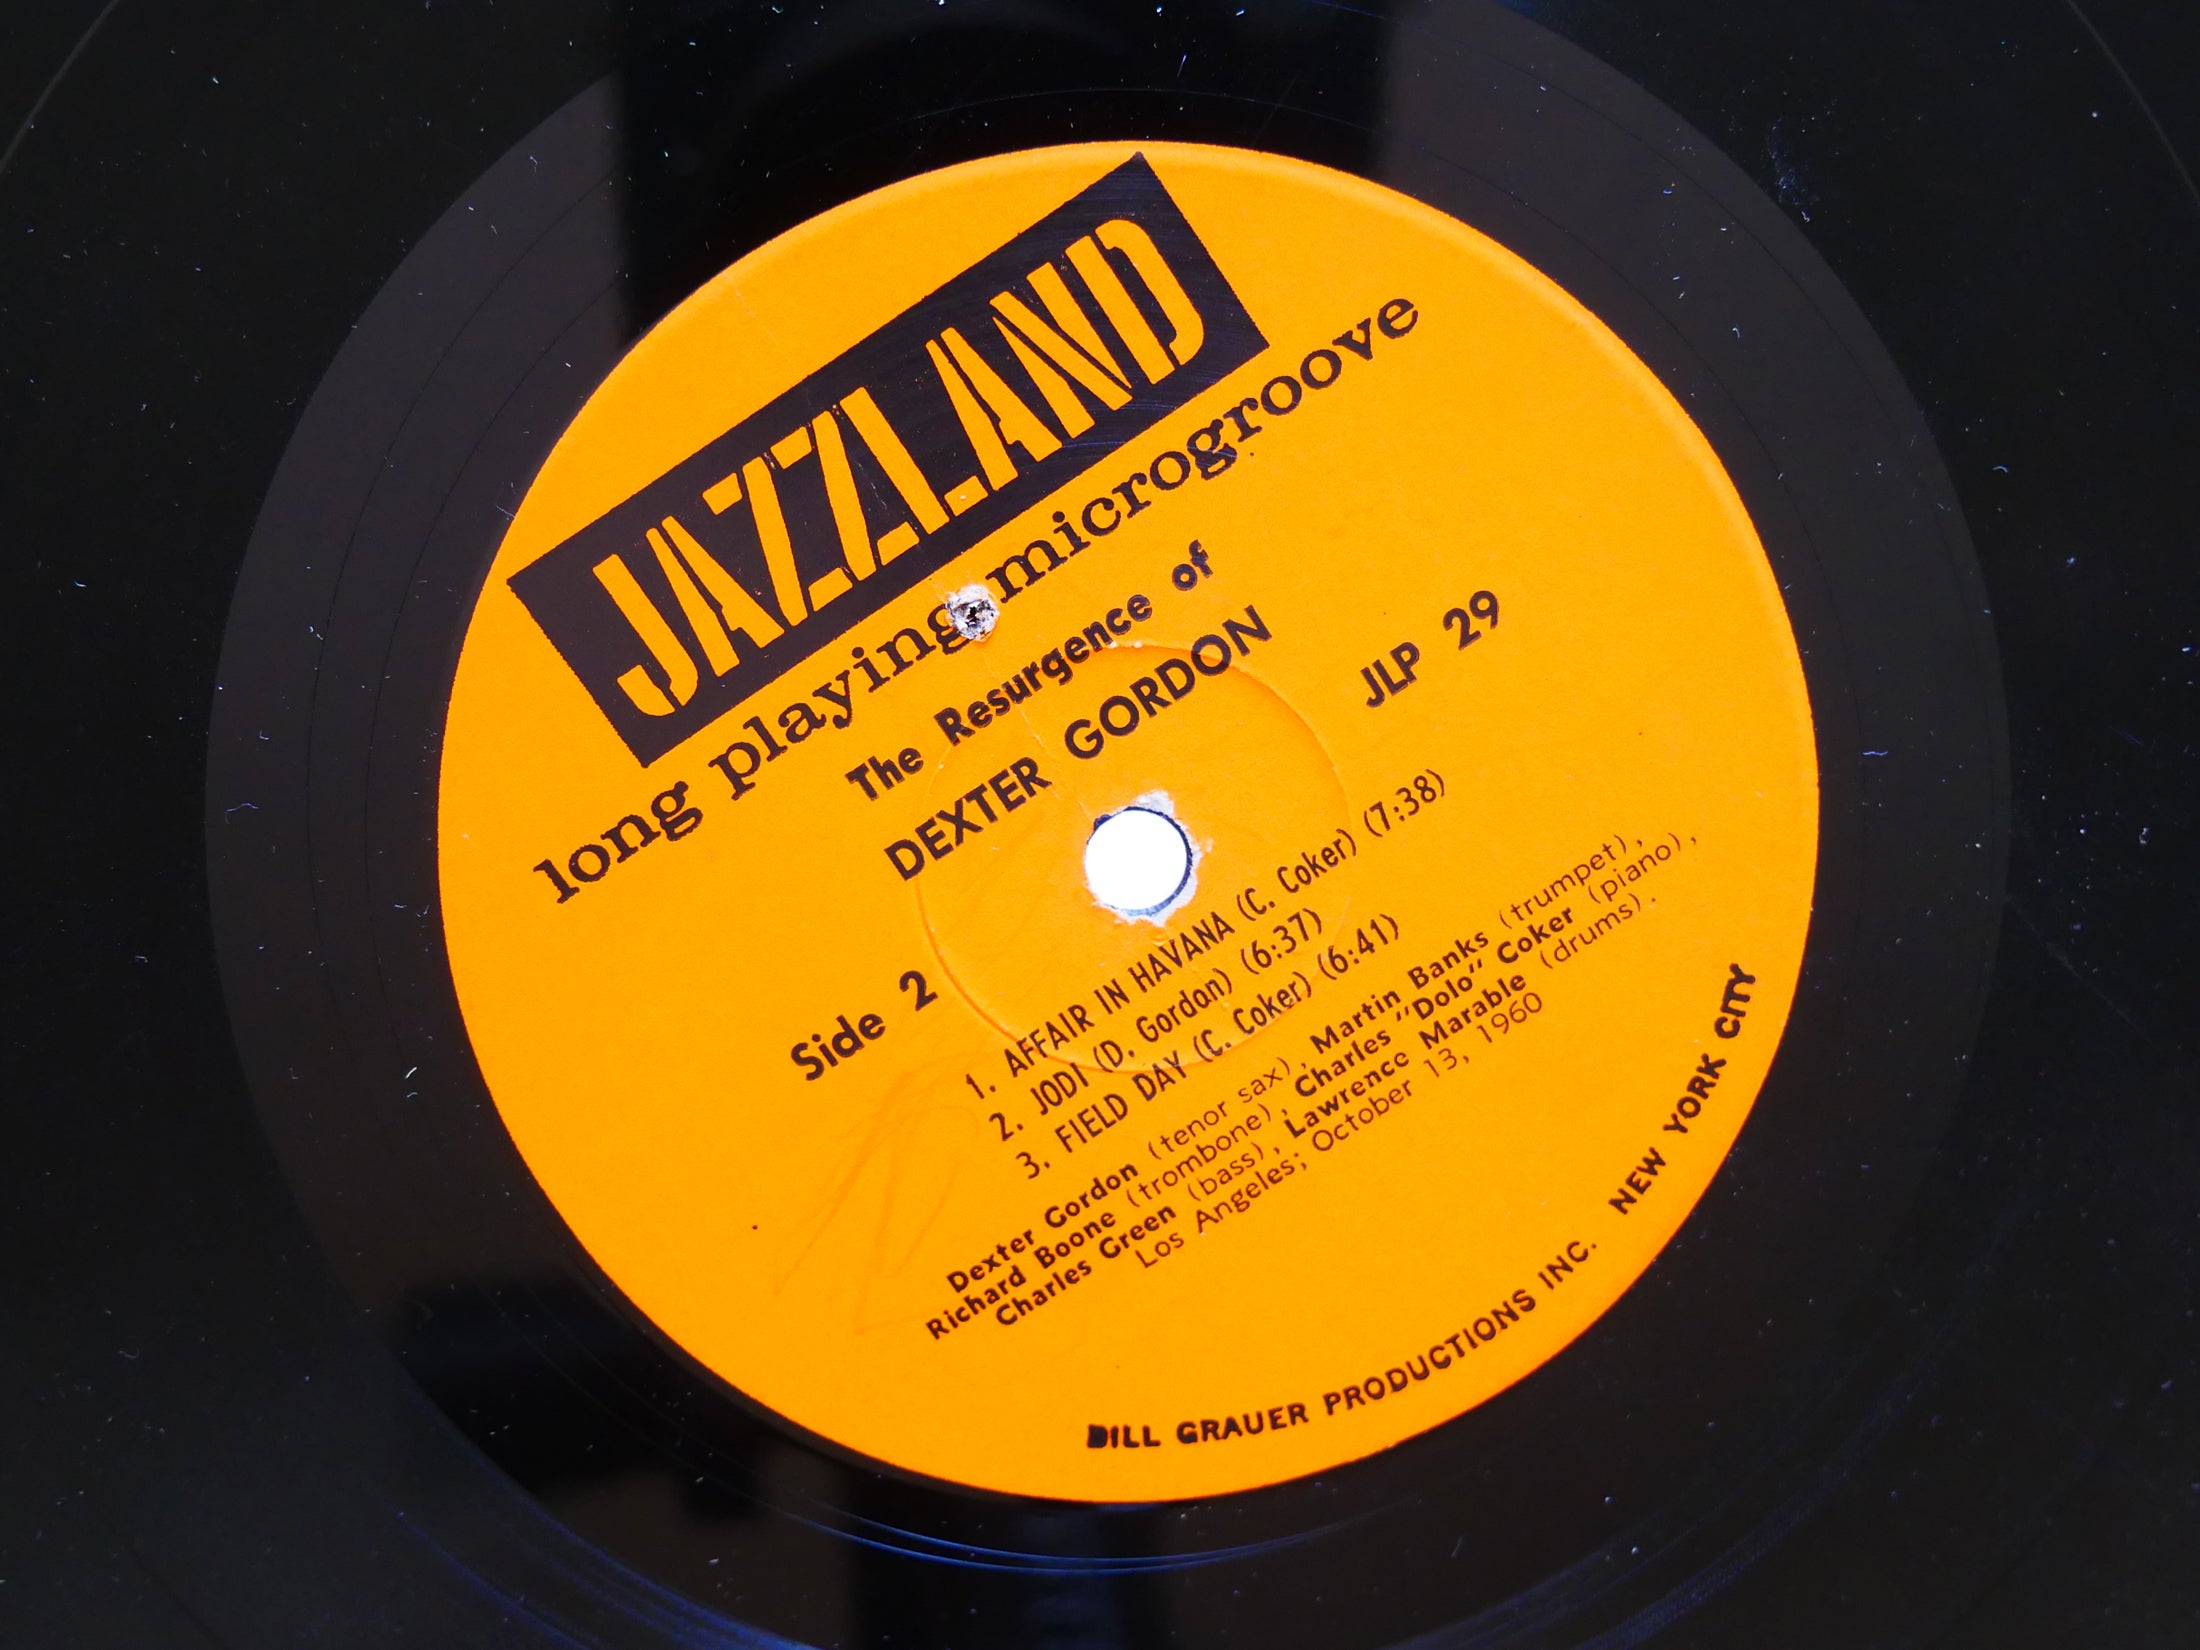 JAZZLAND
long playing microgroove
The Resurgence of
DEXTER GORDON
JLP 29
Side 2
1. AFFAIR IN HAVANA (C. Coker) (7:38)
2. JODI (D. Gordon) (6:37)
3. FIELD DAY (C. Coker) (6:41)
Dexter Gordon (tenor sax), Martin Banks (trumpet),
Richard Boone (trombone), Charles "Dolo" Coker (piano),
Charles Green (bass), Lawrence Marable (drums).
Los Angeles; October 13, 1960
BILL GRAUER PRODUCTIONS INC. NEW YORK CITY